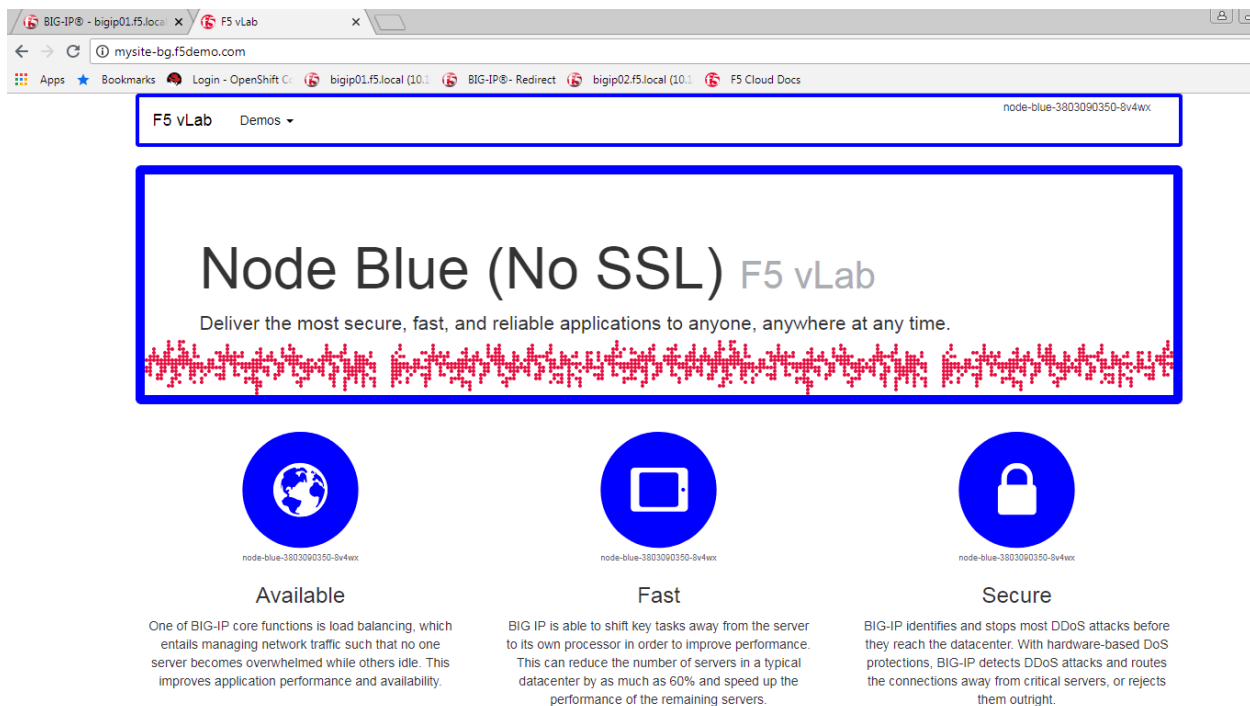 BIG-IP® - bigip01.f5.loca F5 vLab
mysite-bg.f5demo.com
Apps Bookmarks Login - OpenShift C bigip01.f5.local (10.1 BIG-IP®- Redirect bigip02.f5.local (10.1 F5 Cloud Docs
F5 vLab Demos node-blue-3803090350-8v4wx
Node Blue (No SSL) F5 vLab
Deliver the most secure, fast, and reliable applications to anyone, anywhere at any time.
node-blue-3803090350-8v4wx node-blue-3803090350-8v4wx node-blue-3803090350-8v4wx
Available
One of BIG-IP core functions is load balancing, which
entails managing network traffic such that no one
server becomes overwhelmed while others idle. This
improves application performance and availability.
Fast
BIG IP is able to shift key tasks away from the server
to its own processor in order to improve performance.
This can reduce the number of servers in a typical
datacenter by as much as 60% and speed up the
performance of the remaining servers.
Secure
BIG-IP identifies and stops most DDoS attacks before
they reach the datacenter. With hardware-based DoS
protections, BIG-IP detects DDoS attacks and routes
the connections away from critical servers, or rejects
them outright.